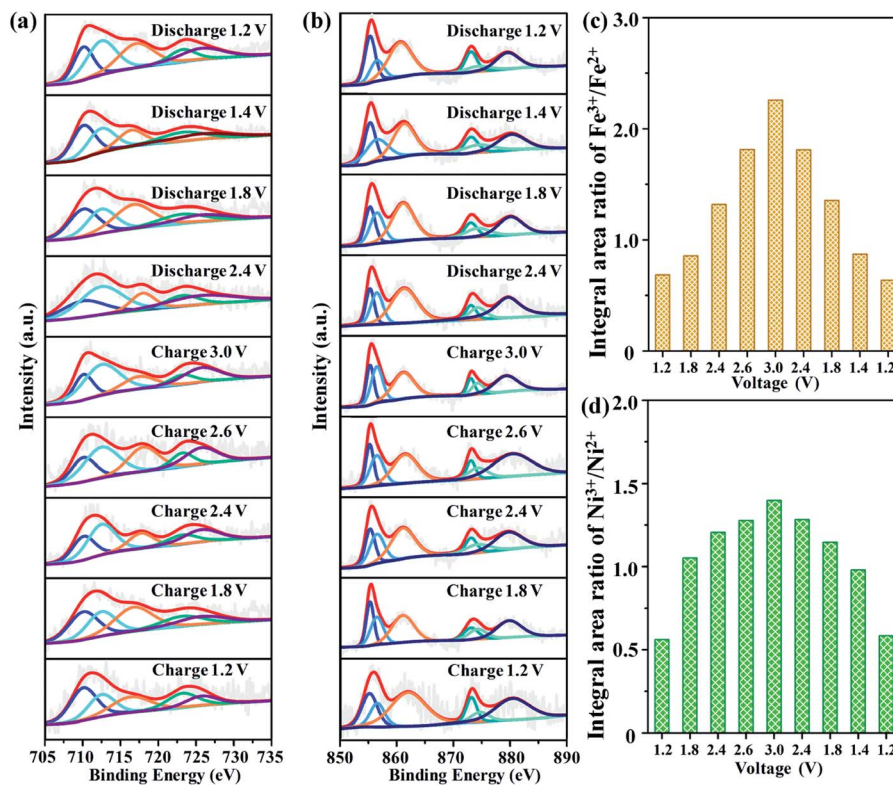 (a)
Discharge 1.2 V
Discharge 1.4 V
Discharge 1.8 V
Discharge 2.4 V
Charge 3.0 V
Charge 2.6 V
Charge 2.4 V
Charge 1.8 V
Charge 1.2 V
Intensity (a.u.)
705 710 715 720 725 730 735
Binding Energy (eV)
(b)
Discharge 1.2 V
Discharge 1.4 V
Discharge 1.8 V
Discharge 2.4 V
Charge 3.0 V
Charge 2.6 V
Charge 2.4 V
Charge 1.8 V
Charge 1.2 V
Intensity (a.u.)
850 860 870 880 890
Binding Energy (eV)
(c)
3.0
2.0
1.0
0
Integral area ratio of Fe³⁺/Fe²⁺
1.2 1.8 2.4 2.6 3.0 2.4 1.8 1.4 1.2
Voltage (V)
(d)
2.0
1.5
1.0
0.5
0
Integral area ratio of Ni³⁺/Ni²⁺
1.2 1.8 2.4 2.6 3.0 2.4 1.8 1.4 1.2
Voltage (V)